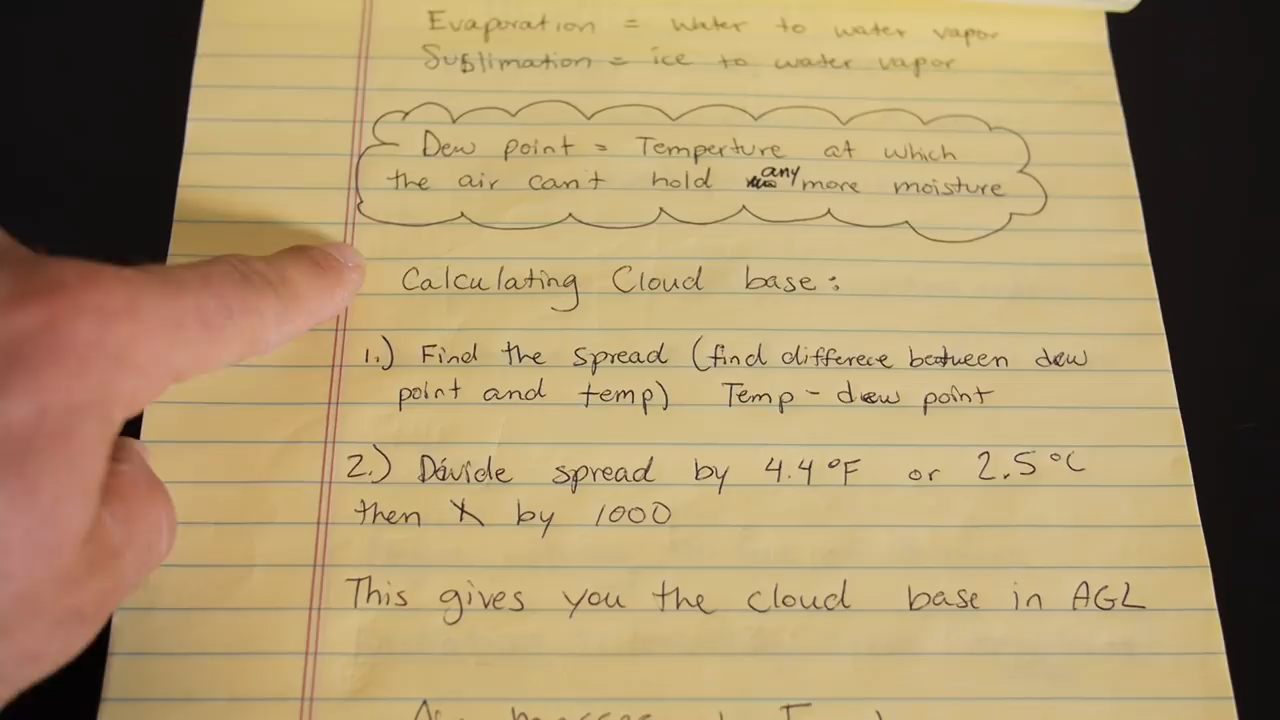 Evaporation = water to water vapor
Sublimation = ice to water vapor
Dew point = Temperture at which
the air can't hold any more moisture
Calculating Cloud base:
1.) Find the spread (find differece between dew
point and temp) Temp - dew point
2.) Divide spread by 4.4°F or 2.5°C
then X by 1000
This gives you the cloud base in AGL